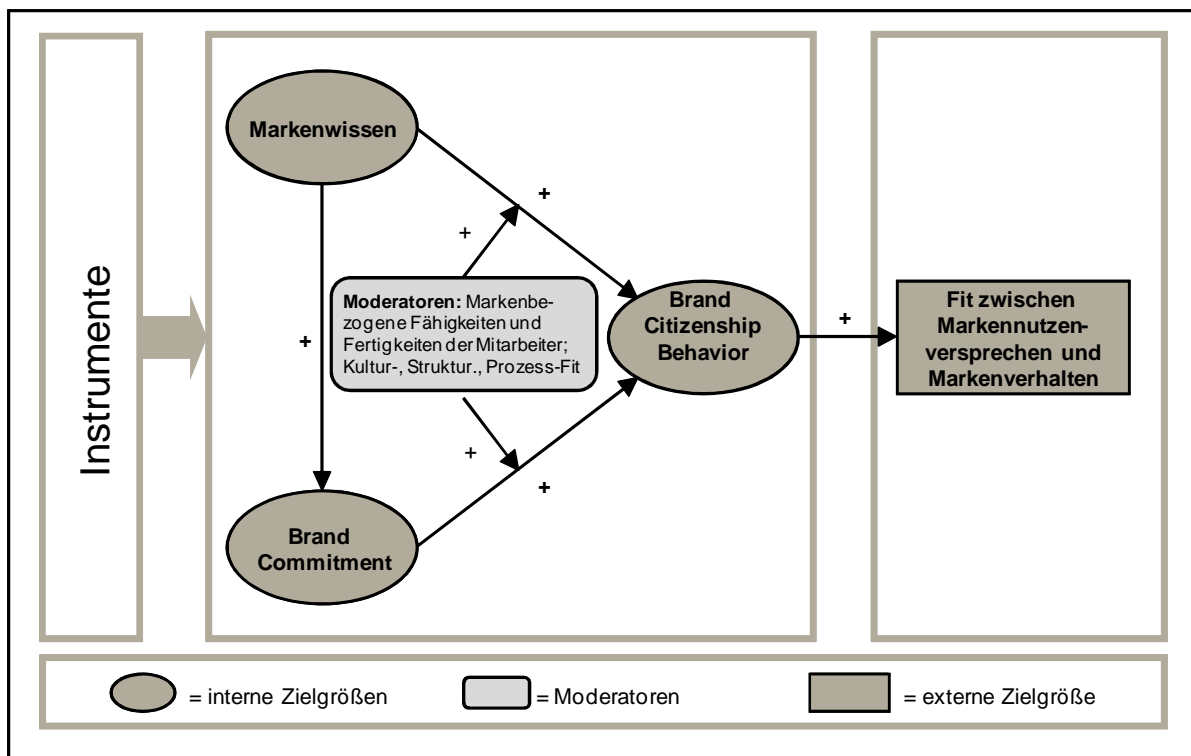 Instrumente
Markenwissen
+
+
+
Moderatoren: Markenbe-
zogene Fähigkeiten und
Fertigkeiten der Mitarbeiter;
Kultur-, Struktur., Prozess-Fit
+
+
Brand
Commitment
Brand
Citizenship
Behavior
+
Fit zwischen
Markennutzen-
versprechen und
Markenverhalten
= interne Zielgrößen
= Moderatoren
= externe Zielgröße